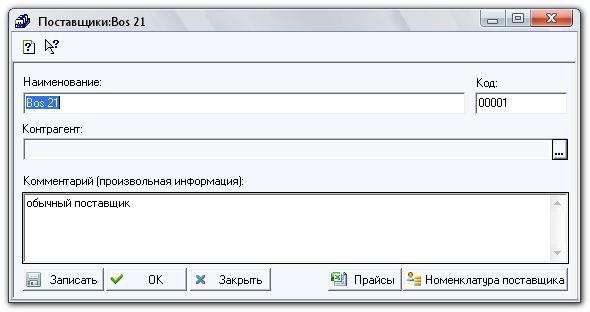 Поставщики:Bos 21
Наименование:
Код:
Bos 21
00001
Контрагент:
...
Комментарий (произвольная информация):
обычный поставщик
Записать
OK
Закрыть
Прайсы
Номенклатура поставщика